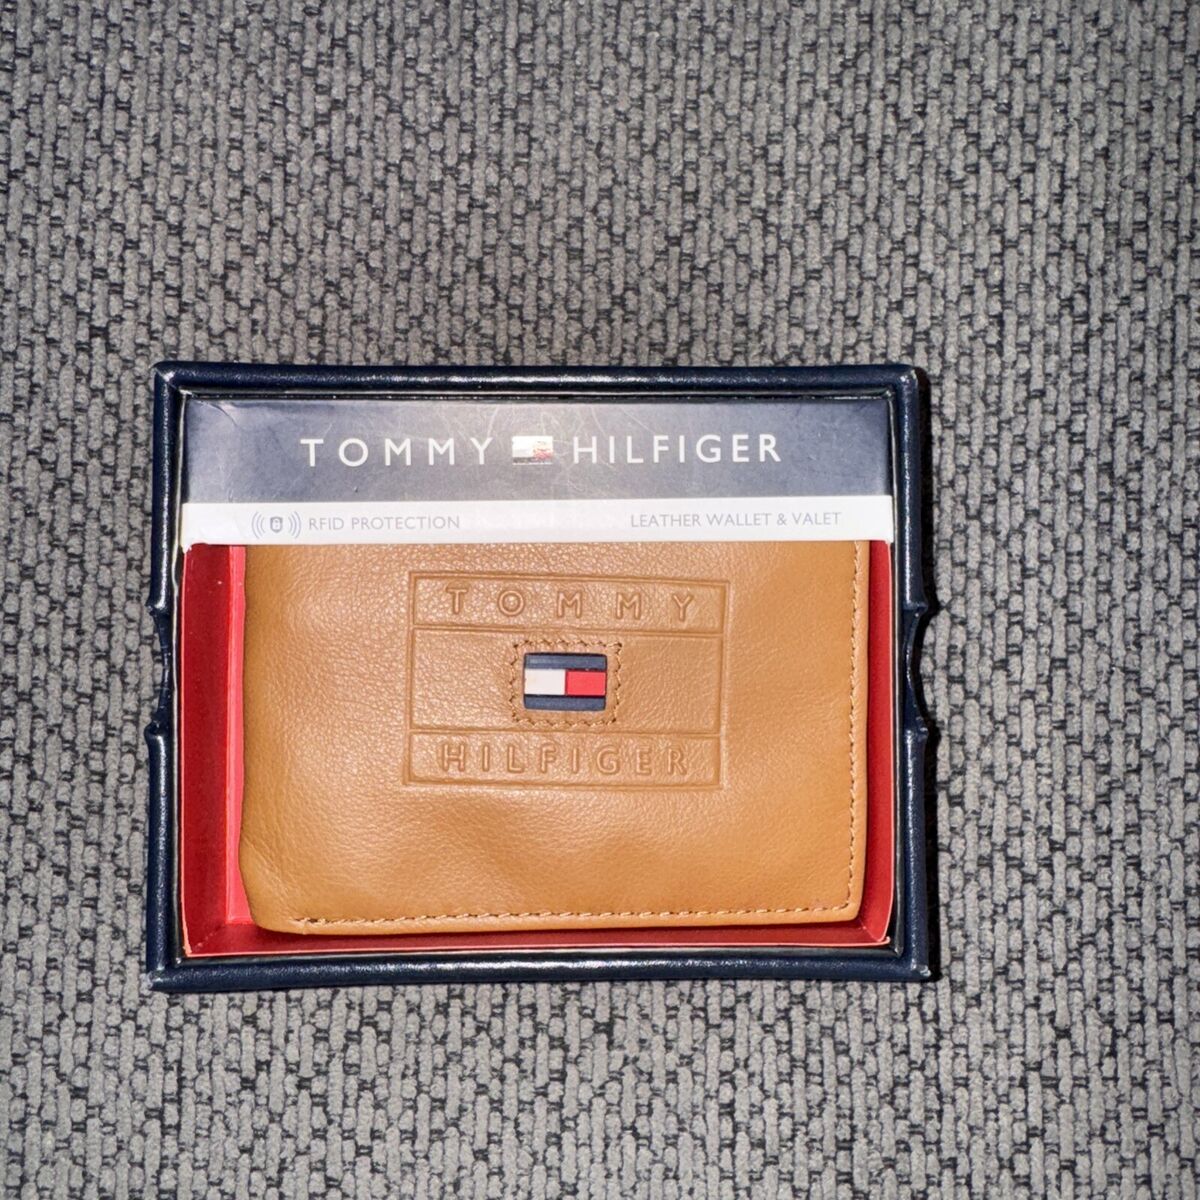 TOMMY HILFIGER
RFID PROTECTION LEATHER WALLET & VALET
TOMMY
HILFIGER